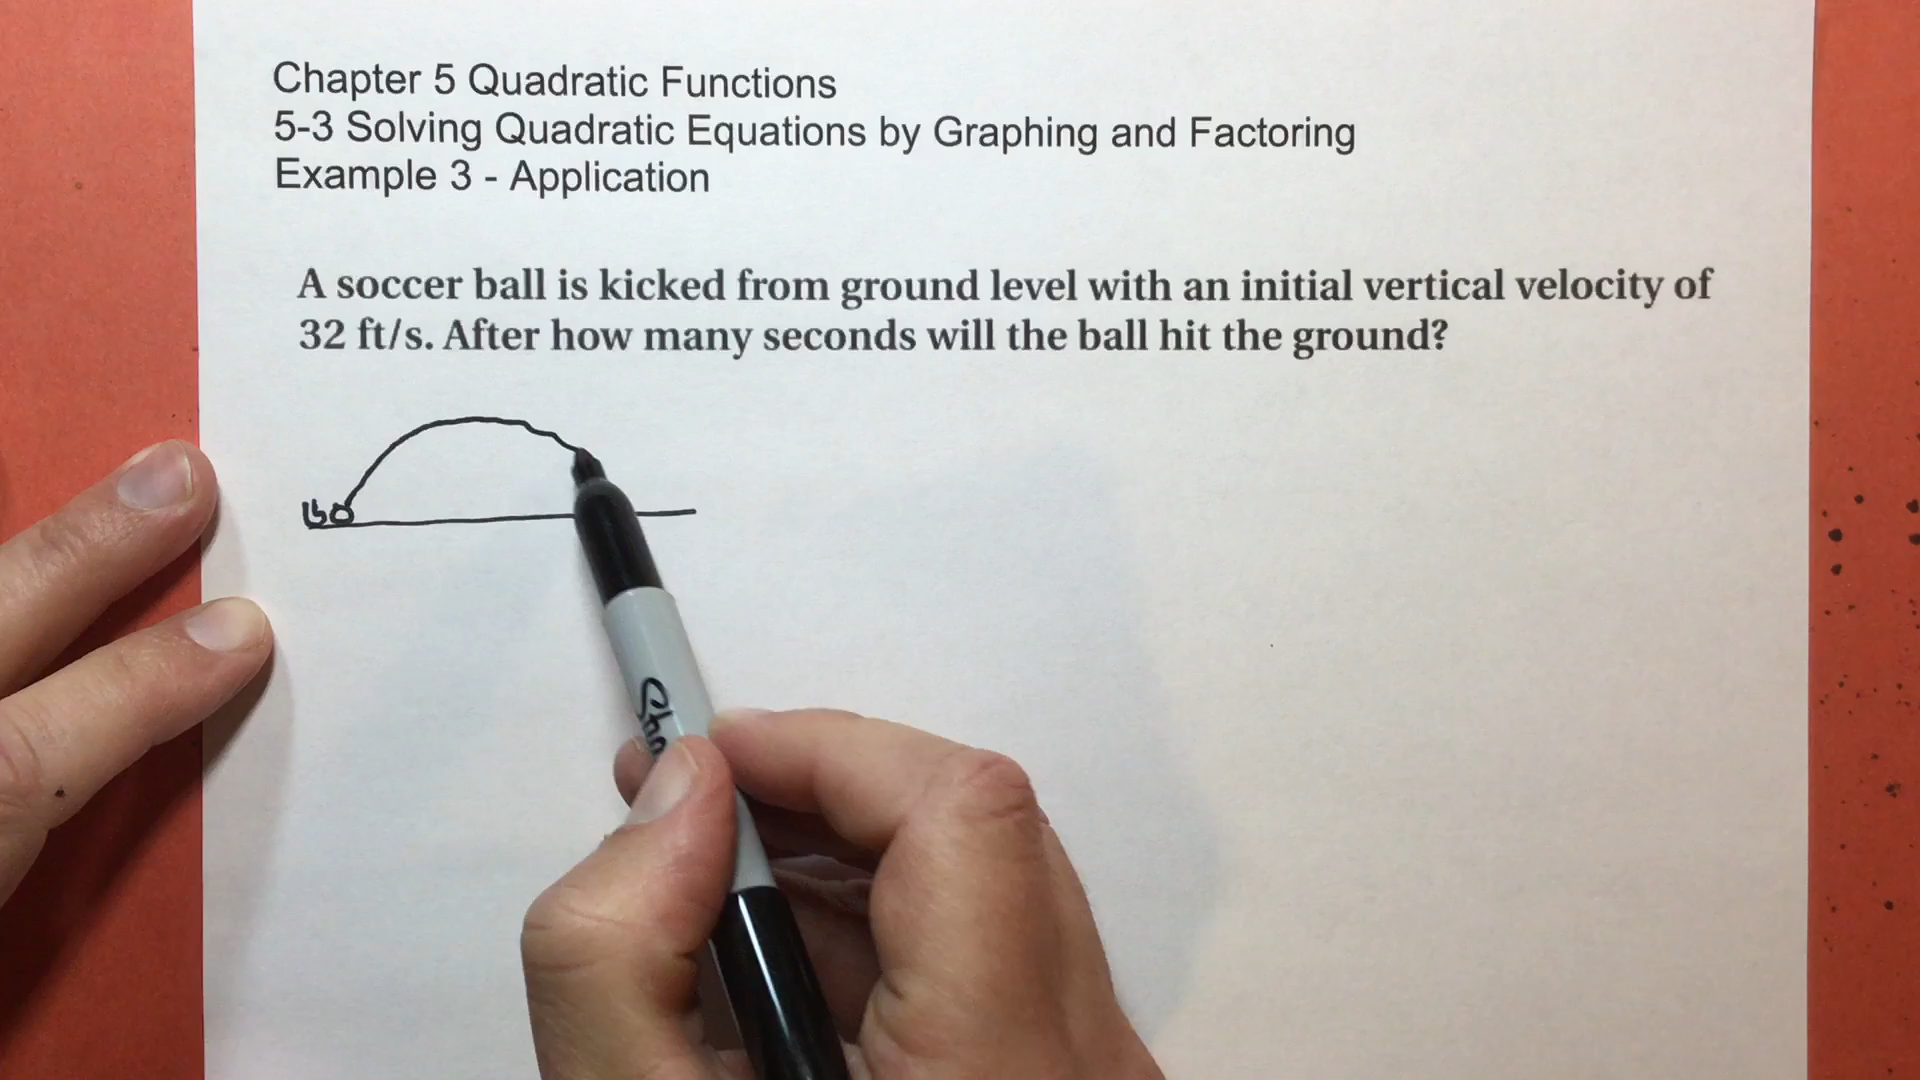 Chapter 5 Quadratic Functions
5-3 Solving Quadratic Equations by Graphing and Factoring
Example 3 - Application
A soccer ball is kicked from ground level with an initial vertical velocity of
32 ft/s. After how many seconds will the ball hit the ground?